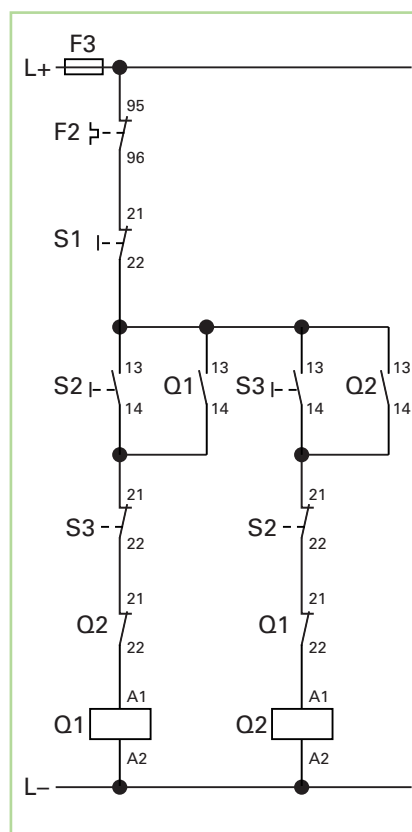 F3
L+
95
F2
96
21
S1
22
13 13 13 13
S2 Q1 S3 Q2
14 14 14 14
21 21
S3 S2
22 22
21 21
Q2 Q1
22 22
A1 A1
Q1 Q2
A2 A2
L–